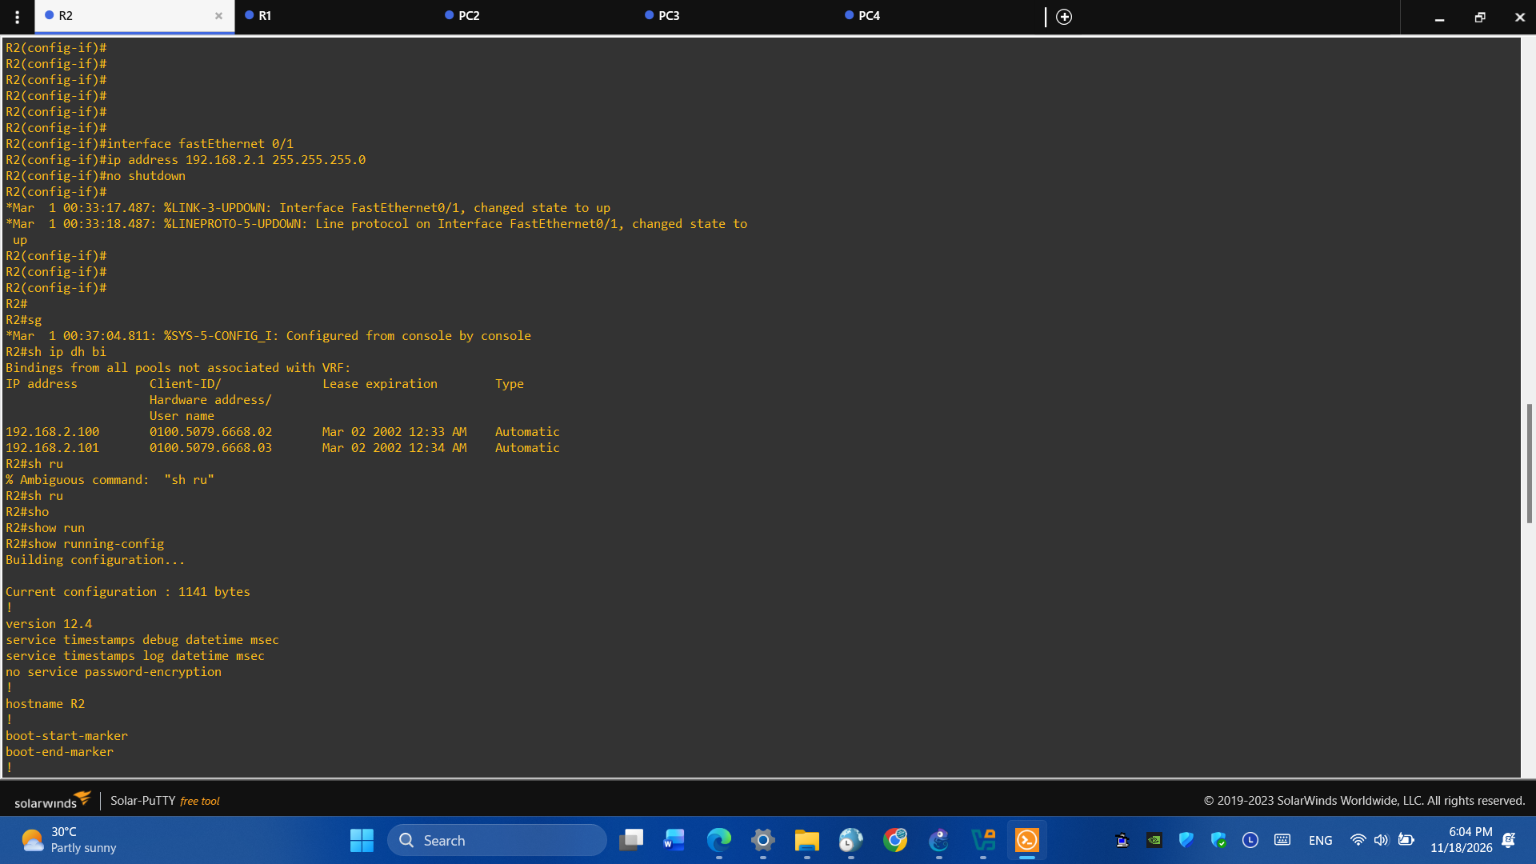 R2
R1
PC2
PC3
PC4
R2(config-if)#
R2(config-if)#
R2(config-if)#
R2(config-if)#
R2(config-if)#
R2(config-if)#
R2(config-if)#interface fastEthernet 0/1
R2(config-if)#ip address 192.168.2.1 255.255.255.0
R2(config-if)#no shutdown
R2(config-if)#
*Mar  1 00:33:17.487: %LINK-3-UPDOWN: Interface FastEthernet0/1, changed state to up
*Mar  1 00:33:18.487: %LINEPROTO-5-UPDOWN: Line protocol on Interface FastEthernet0/1, changed state to
 up
R2(config-if)#
R2(config-if)#
R2(config-if)#
R2#
R2#sg
*Mar  1 00:37:04.811: %SYS-5-CONFIG_I: Configured from console by console
R2#sh ip dh bi
Bindings from all pools not associated with VRF:
IP address          Client-ID/              Lease expiration        Type
                    Hardware address/
                    User name
192.168.2.100       0100.5079.6668.02       Mar 02 2002 12:33 AM    Automatic
192.168.2.101       0100.5079.6668.03       Mar 02 2002 12:34 AM    Automatic
R2#sh ru
% Ambiguous command:  "sh ru"
R2#sh ru
R2#sho
R2#show run
R2#show running-config
Building configuration...
Current configuration : 1141 bytes
!
version 12.4
service timestamps debug datetime msec
service timestamps log datetime msec
no service password-encryption
!
hostname R2
!
boot-start-marker
boot-end-marker
!
solarwinds
Solar-PuTTY free tool
© 2019-2023 SolarWinds Worldwide, LLC. All rights reserved.
30°C
Partly sunny
Search
ENG
6:04 PM
11/18/2026